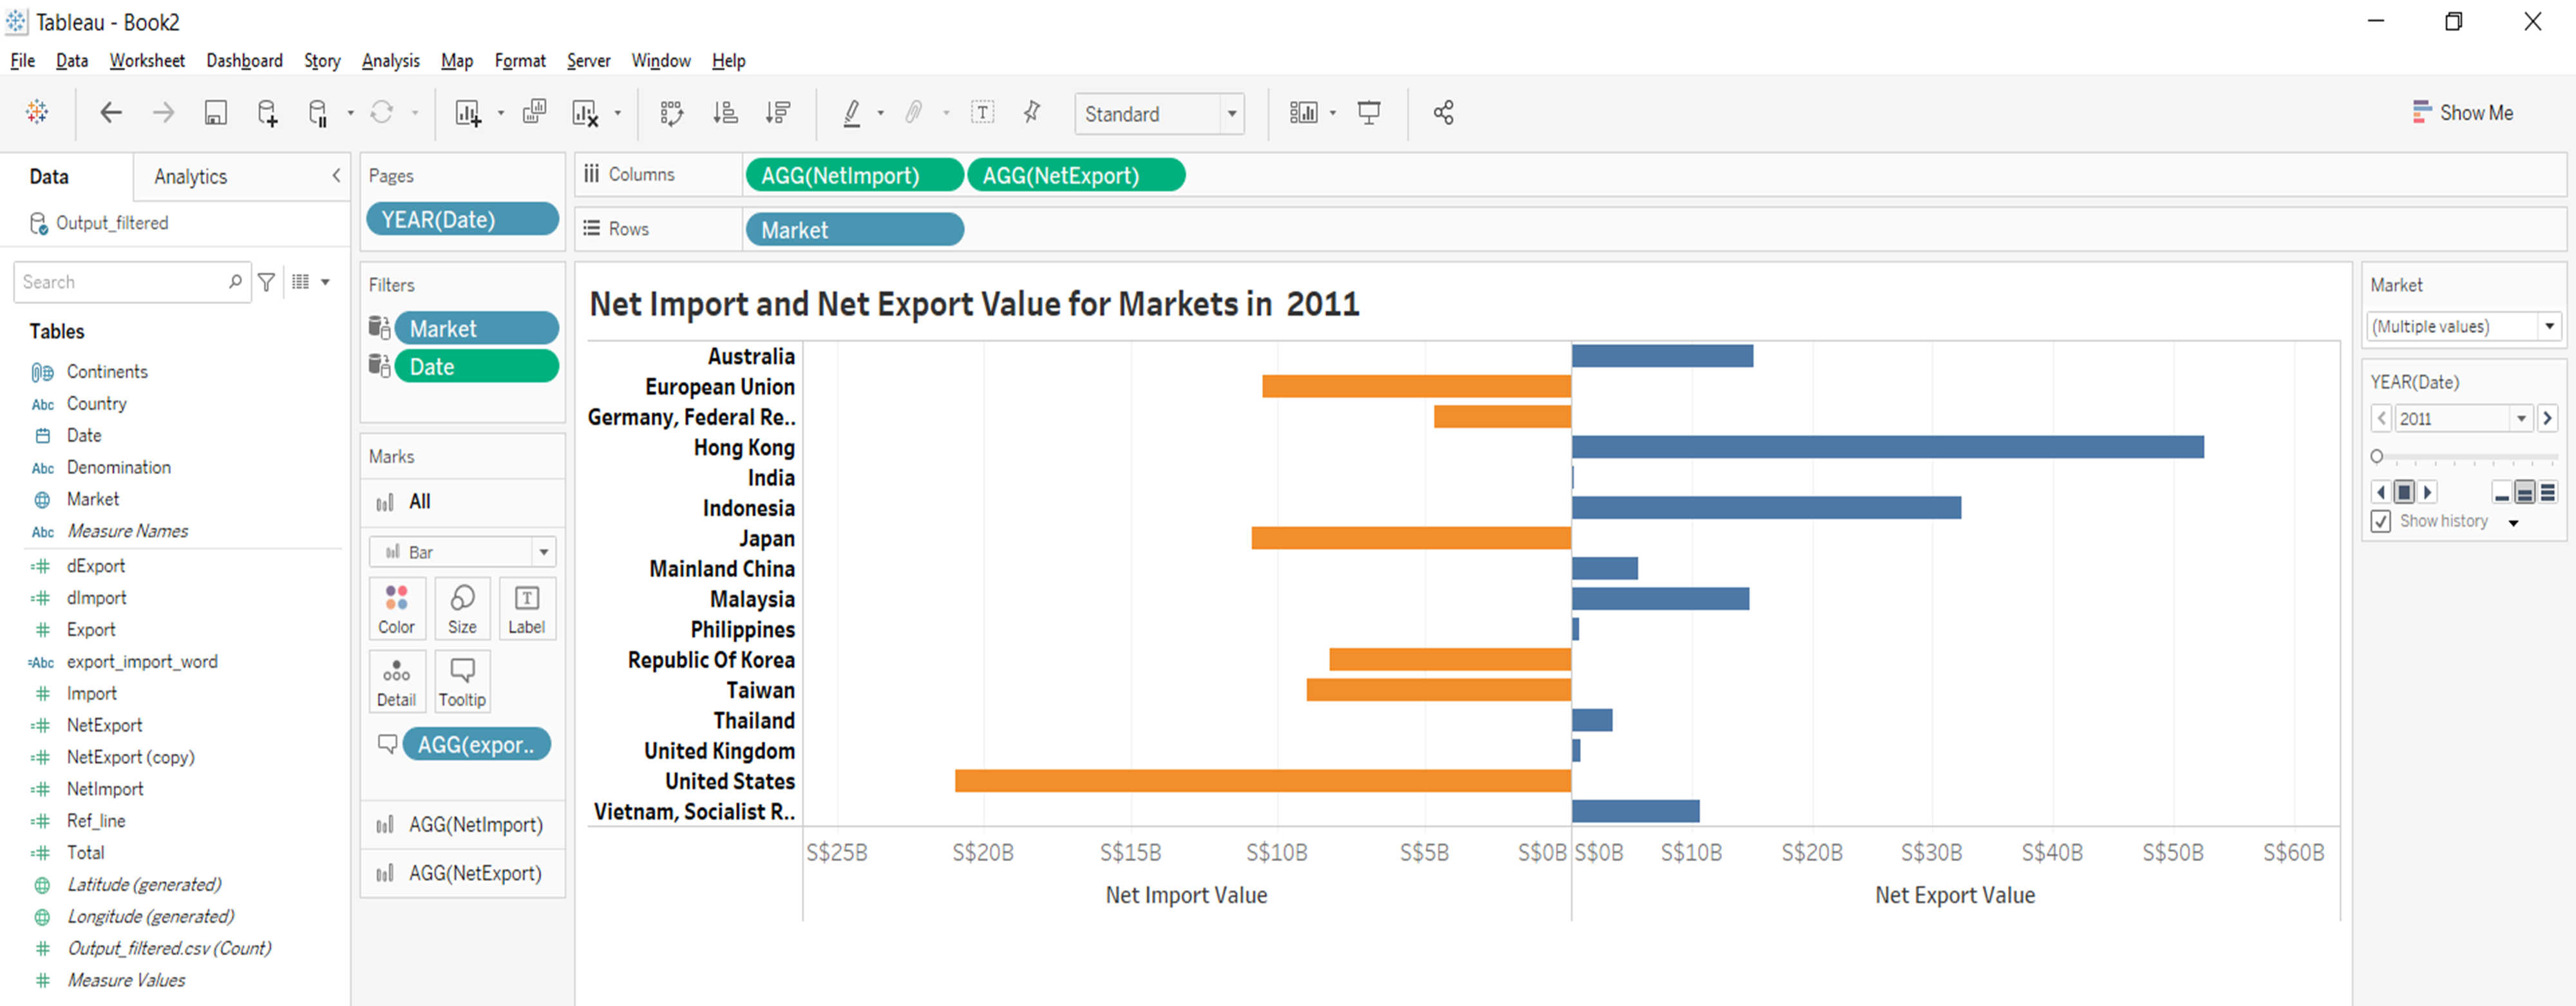 Tableau - Book2
File Data Worksheet Dashboard Story Analysis Map Format Server Window Help
Standard
Show Me
Data
Analytics
Output_filtered
Search
Tables
Continents
Abc Country
Date
Abc Denomination
Market
Abc Measure Names
=# dExport
=# dImport
# Export
=Abc export_import_word
# Import
=# NetExport
=# NetExport (copy)
=# NetImport
=# Ref_line
=# Total
Latitude (generated)
Longitude (generated)
# Output_filtered.csv (Count)
# Measure Values
Pages
YEAR(Date)
Filters
Market
Date
Marks
All
Bar
Color Size Label
Detail Tooltip
AGG(expor..
AGG(NetImport)
AGG(NetExport)
Columns AGG(NetImport) AGG(NetExport)
Rows Market
Net Import and Net Export Value for Markets in 2011
Australia
European Union
Germany, Federal Re..
Hong Kong
India
Indonesia
Japan
Mainland China
Malaysia
Philippines
Republic Of Korea
Taiwan
Thailand
United Kingdom
United States
Vietnam, Socialist R..
S$25B S$20B S$15B S$10B S$5B S$0B S$0B S$10B S$20B S$30B S$40B S$50B S$60B
Net Import Value Net Export Value
Market
(Multiple values)
YEAR(Date)
2011
Show history